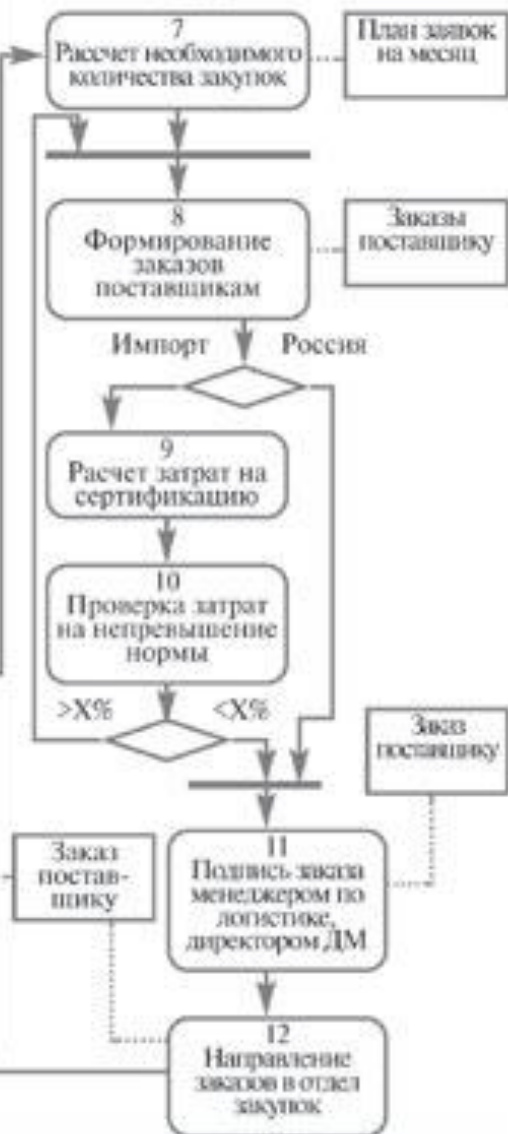 7
Рассчет необходимого
количества закупок
План заявок
на месяц
8
Формирование
заказов
поставщикам
Заказы
поставщику
Импорт
Россия
9
Расчет затрат на
сертификацию
10
Проверка затрат
на непревышение
нормы
>X%
<X%
Заказ
поставщику
11
Подпись заказа
менеджером по
логистике,
директором ДМ
Заказ
постав-
щику
12
Направление
заказов в отдел
закупок